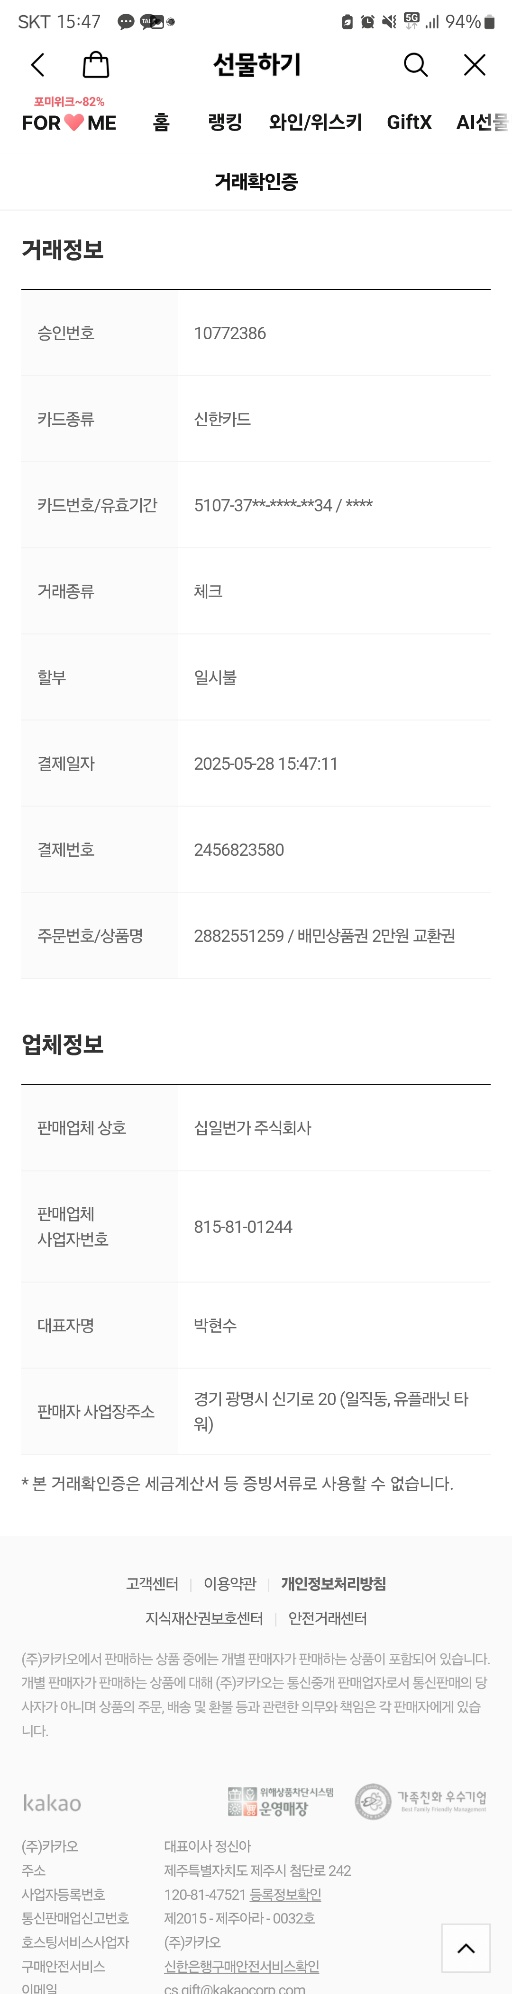 SKT 15:47 5G 94%
선물하기
포미위크~82%
FOR ME 홈 랭킹 와인/위스키 GiftX AI선물
거래확인증
거래정보
승인번호 10772386
카드종류 신한카드
카드번호/유효기간 5107-37**-****-**34 / ****
거래종류 체크
할부 일시불
결제일자 2025-05-28 15:47:11
결제번호 2456823580
주문번호/상품명 2882551259 / 배민상품권 2만원 교환권
업체정보
판매업체 상호 십일번가 주식회사
판매업체
사업자번호 815-81-01244
대표자명 박현수
판매자 사업장주소 경기 광명시 신기로 20 (일직동, 유플래닛 타
워)
* 본 거래확인증은 세금계산서 등 증빙서류로 사용할 수 없습니다.
고객센터 | 이용약관 | 개인정보처리방침
지식재산권보호센터 | 안전거래센터
(주)카카오에서 판매하는 상품 중에는 개별 판매자가 판매하는 상품이 포함되어 있습니다.
개별 판매자가 판매하는 상품에 대해 (주)카카오는 통신중개 판매업자로서 통신판매의 당
사자가 아니며 상품의 주문, 배송 및 환불 등과 관련한 의무와 책임은 각 판매자에게 있습
니다.
kakao
위해상품차단시스템
운영매장
가족친화 우수기업
Best Family Friendly Management
(주)카카오 대표이사 정신아
주소 제주특별자치도 제주시 첨단로 242
사업자등록번호 120-81-47521 등록정보확인
통신판매업신고번호 제2015 - 제주아라 - 0032호
호스팅서비스사업자 (주)카카오
구매안전서비스 신한은행구매안전서비스확인
이메일 cs.gift@kakaocorp.com